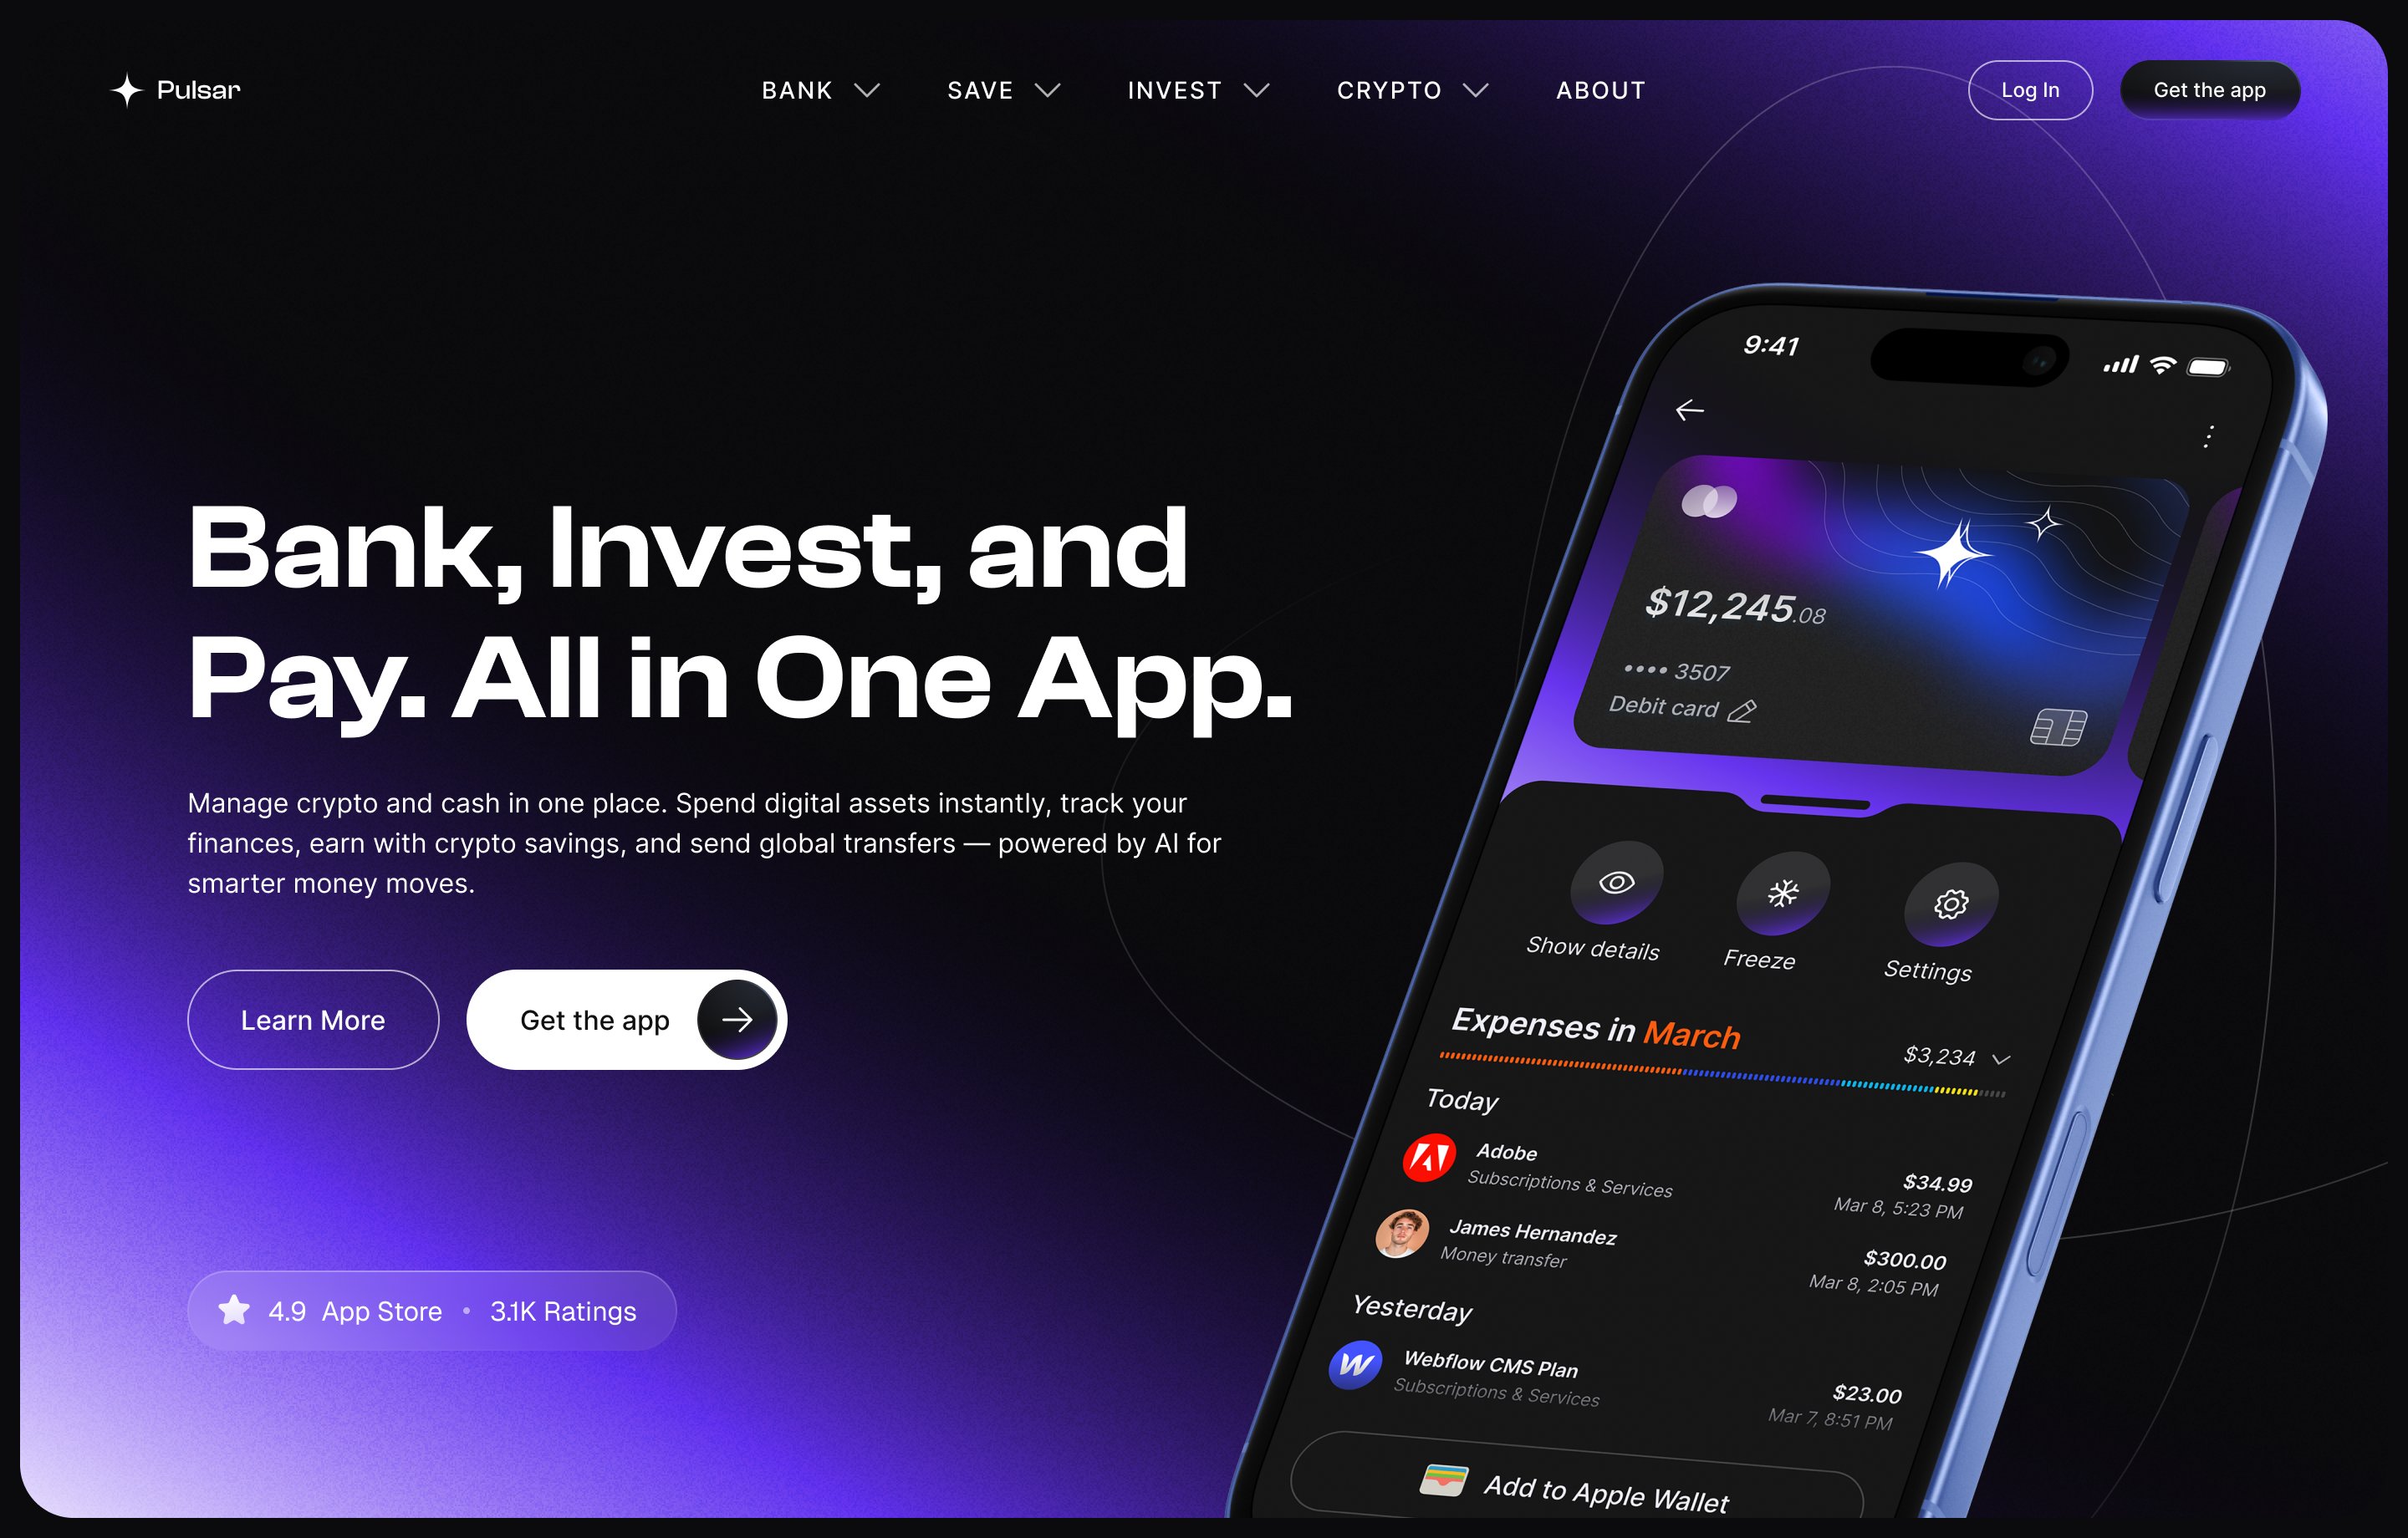 Pulsar
BANK
SAVE
INVEST
CRYPTO
ABOUT
Log In
Get the app
Bank, Invest, and
Pay. All in One App.
Manage crypto and cash in one place. Spend digital assets instantly, track your
finances, earn with crypto savings, and send global transfers — powered by AI for
smarter money moves.
Learn More
Get the app
4.9 App Store • 3.1K Ratings
9:41
$12,245.08
•••• 3507
Debit card
Show details
Freeze
Settings
Expenses in March
$3,234
Today
Adobe
Subscriptions & Services
$34.99
Mar 8, 5:23 PM
James Hernandez
Money transfer
$300.00
Mar 8, 2:05 PM
Yesterday
Webflow CMS Plan
Subscriptions & Services
$23.00
Mar 7, 8:51 PM
Add to Apple Wallet